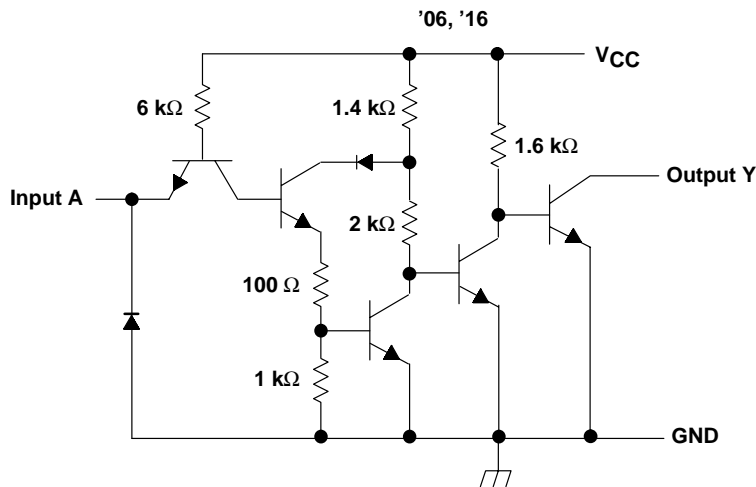 ’06, ’16
VCC
6 kΩ
1.4 kΩ
1.6 kΩ
Input A
Output Y
2 kΩ
100 Ω
1 kΩ
GND